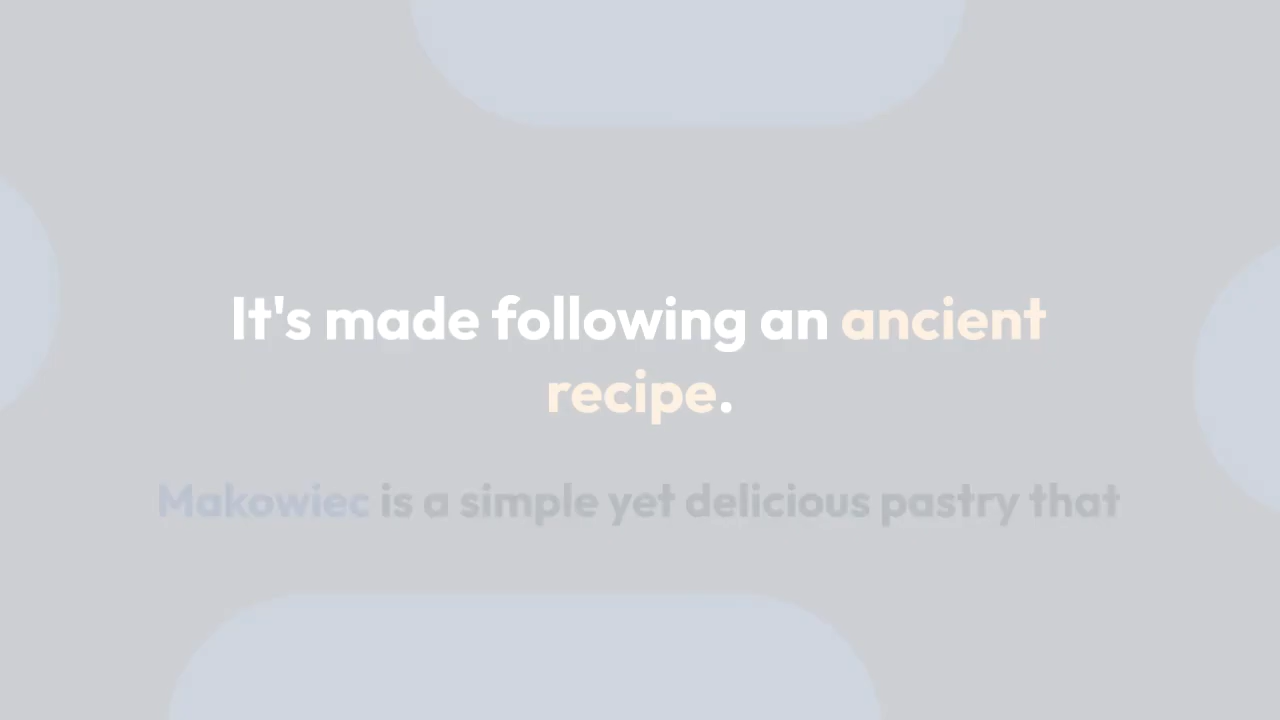 It's made following an ancient
recipe.
Makowiec is a simple yet delicious pastry that